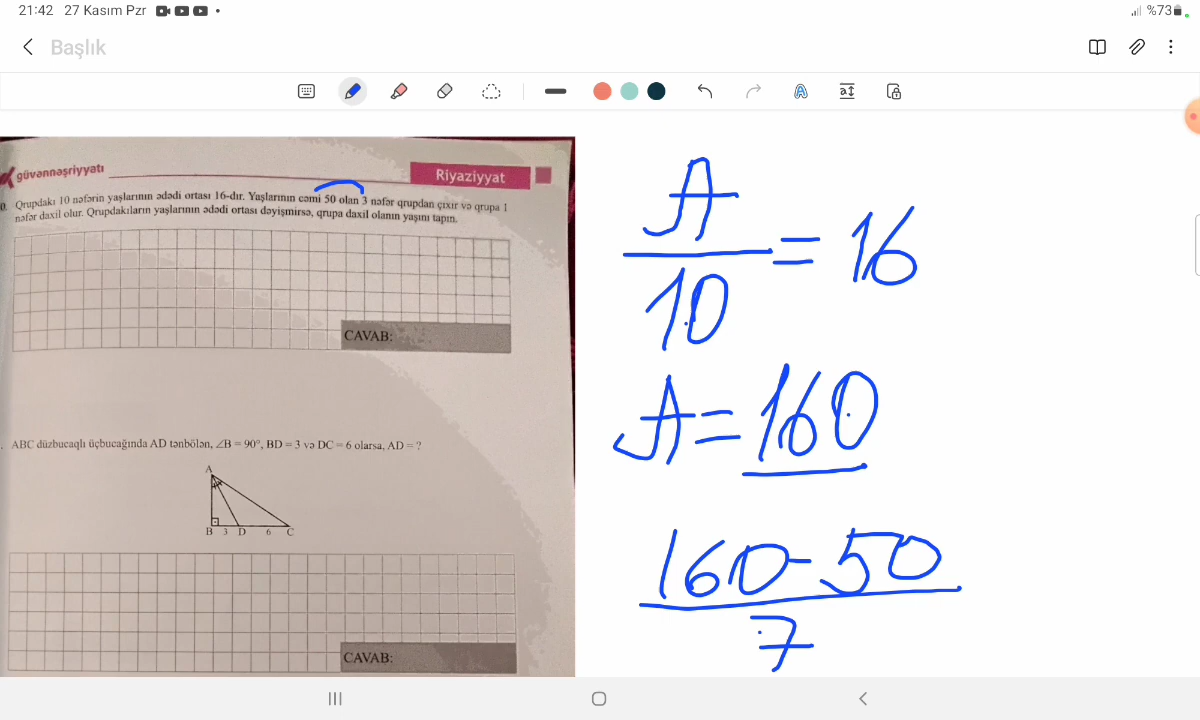 21:42 27 Kasım Pzr
%73
Başlık
güvənnəşriyyatı
Riyaziyyat
0. Qrupdakı 10 nəfərin yaşlarının ədədi ortası 16-dır. Yaşlarının cəmi 50 olan 3 nəfər qrupdan çıxır və qrupa 1
nəfər daxil olur. Qrupdakıların yaşlarının ədədi ortası dəyişmirsə, qrupa daxil olanın yaşını tapın.
CAVAB:
. ABC düzbucaqlı üçbucağında AD tənbölən, ∠B = 90°, BD = 3 və DC = 6 olarsa, AD = ?
A
B 3 D 6 C
CAVAB:
A
10
= 16
A = 160
160-50
7